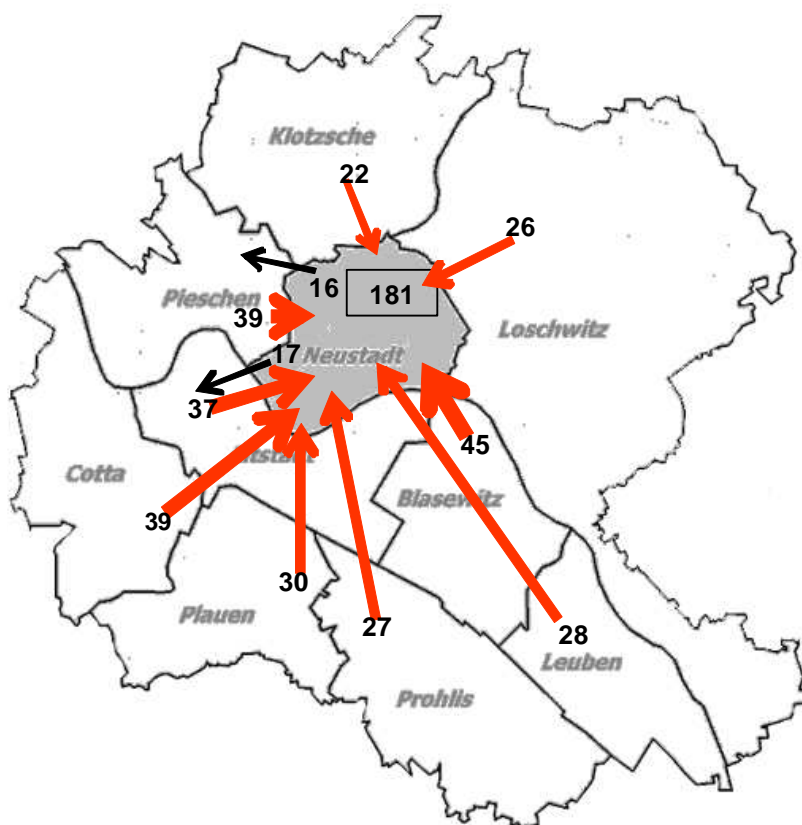 Klotzsche
22
26
16
181
Pieschen
39
Loschwitz
17
Neustadt
37
45
Cotta
Blasewitz
39
30
Plauen
27
28
Leuben
Prohlis